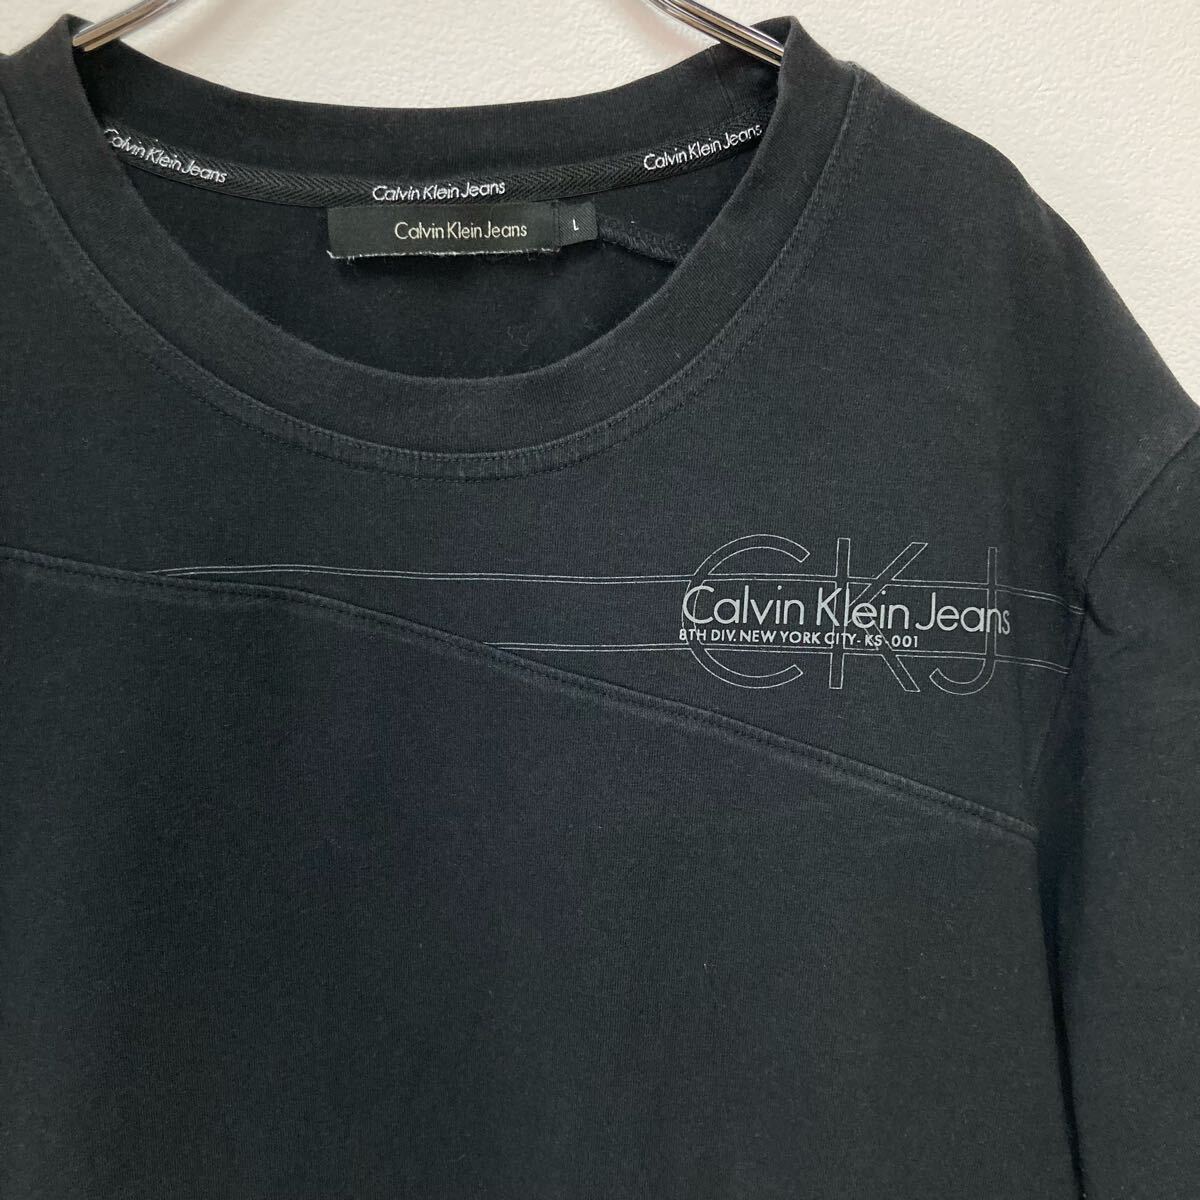 Calvin Klein Jeans
Calvin Klein Jeans
Calvin Klein Jeans
Calvin Klein Jeans L
CKJ
Calvin Klein Jeans
8TH DIV. NEW YORK CITY - KS - 001